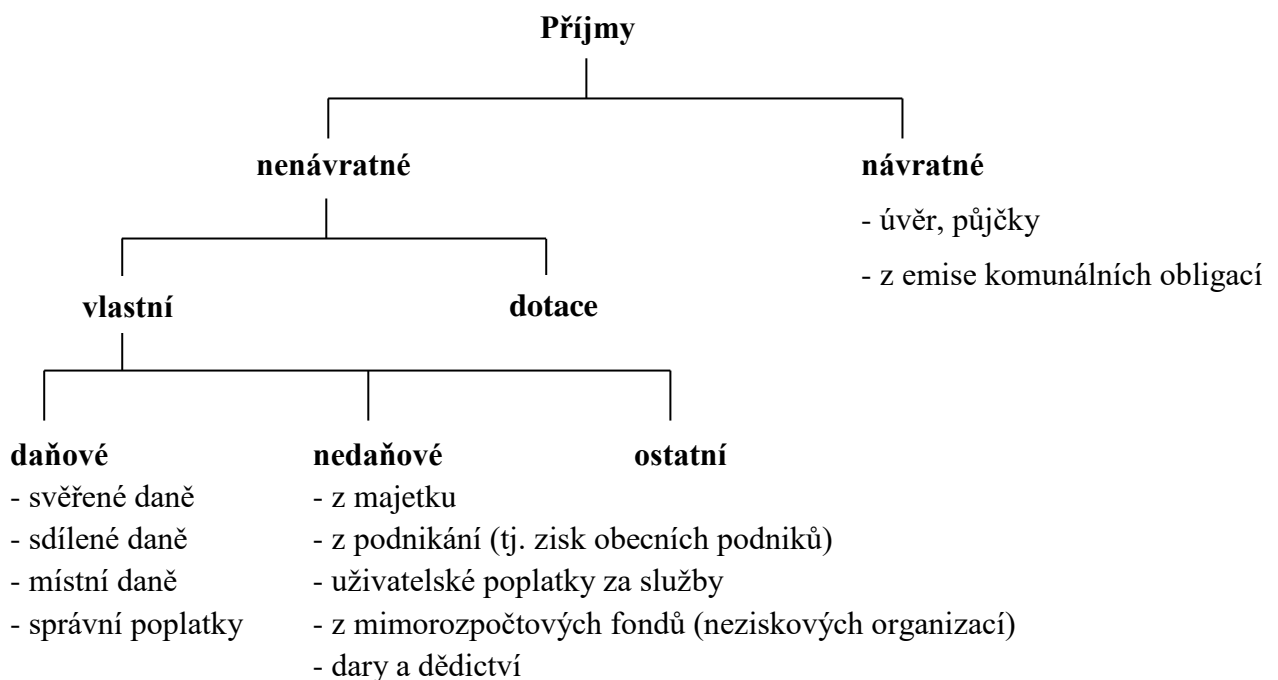 Příjmy
nenávratné
návratné
- úvěr, půjčky
- z emise komunálních obligací
vlastní
dotace
daňové
- svěřené daně
- sdílené daně
- místní daně
- správní poplatky
nedaňové
- z majetku
- z podnikání (tj. zisk obecních podniků)
- uživatelské poplatky za služby
- z mimorozpočtových fondů (neziskových organizací)
- dary a dědictví
ostatní